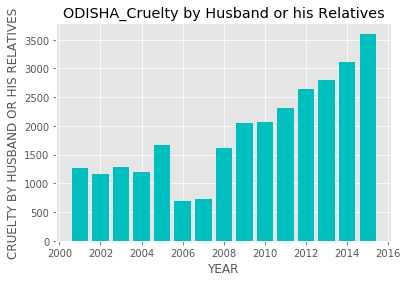 ODISHA_Cruelty by Husband or his Relatives
CRUELTY BY HUSBAND OR HIS RELATIVES
3500
3000
2500
2000
1500
1000
500
0
2000 2002 2004 2006 2008 2010 2012 2014 2016
YEAR